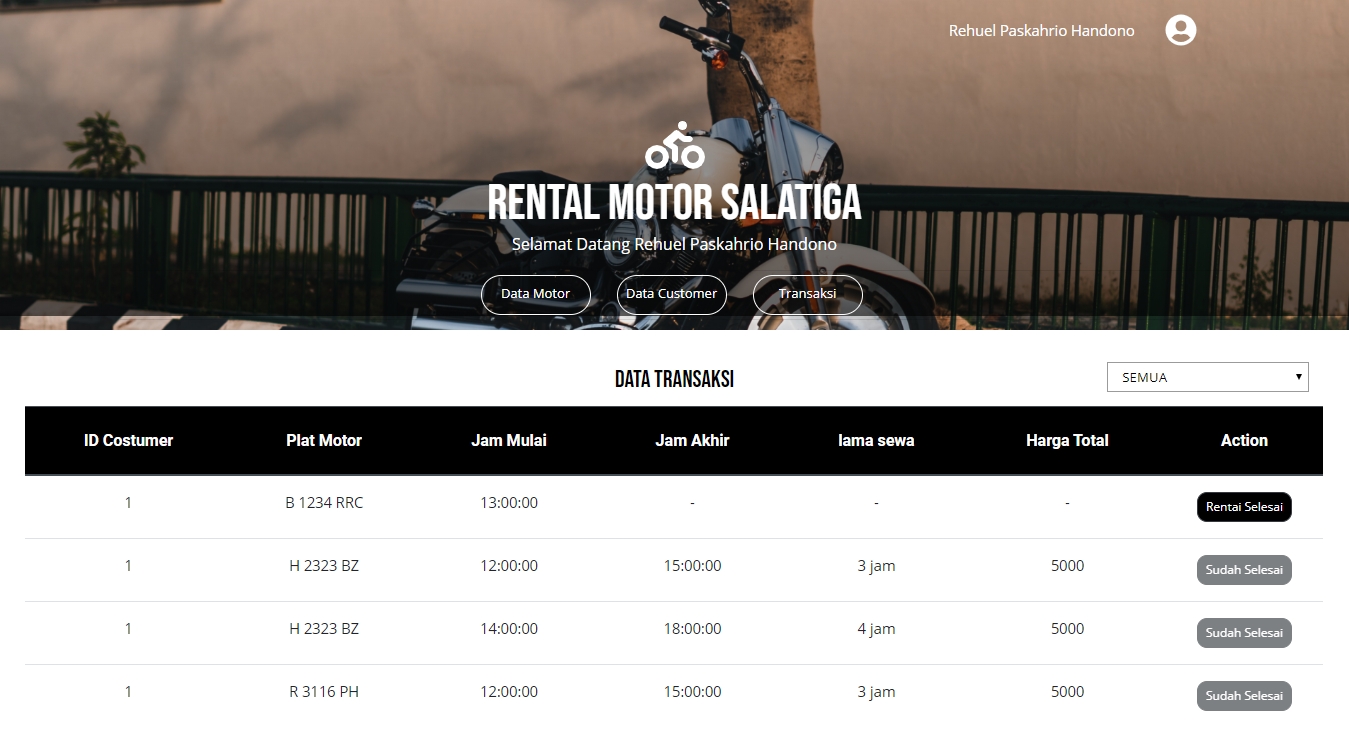 Rehuel Paskahrio Handono
RENTAL MOTOR SALATIGA
Selamat Datang Rehuel Paskahrio Handono
Data Motor Data Customer Transaksi
DATA TRANSAKSI SEMUA
ID Costumer Plat Motor Jam Mulai Jam Akhir lama sewa Harga Total Action
1 B 1234 RRC 13:00:00 - - - Rentai Selesai
1 H 2323 BZ 12:00:00 15:00:00 3 jam 5000 Sudah Selesai
1 H 2323 BZ 14:00:00 18:00:00 4 jam 5000 Sudah Selesai
1 R 3116 PH 12:00:00 15:00:00 3 jam 5000 Sudah Selesai